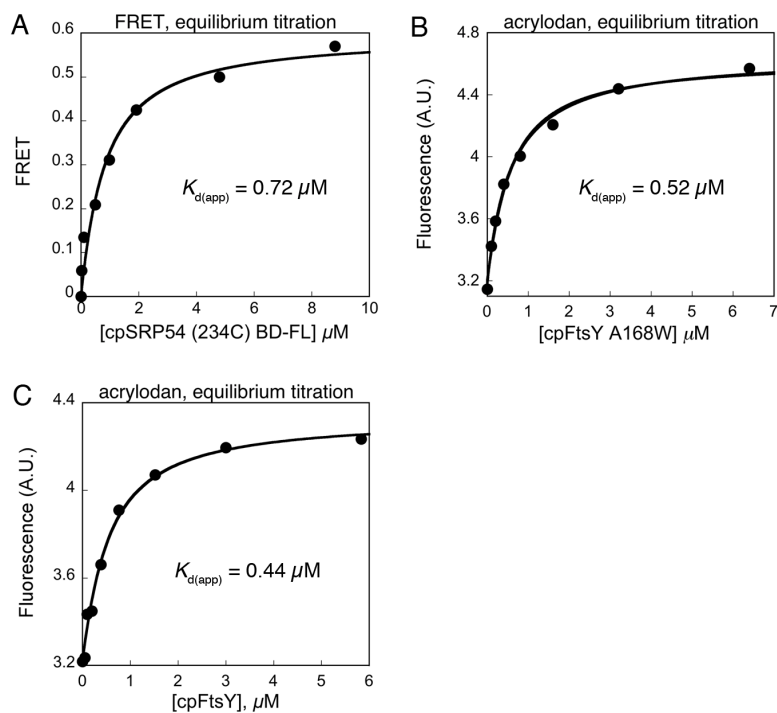 A
FRET, equilibrium titration
0.6
0.5
0.4
0.3
0.2
0.1
0
FRET
Kd(app) = 0.72 µM
0 2 4 6 8 10
[cpSRP54 (234C) BD-FL] µM
B
acrylodan, equilibrium titration
4.8
4.4
4
3.6
3.2
Fluorescence (A.U.)
Kd(app) = 0.52 µM
0 1 2 3 4 5 6 7
[cpFtsY A168W] µM
C
acrylodan, equilibrium titration
4.4
4
3.6
3.2
Fluorescence (A.U.)
Kd(app) = 0.44 µM
0 1 2 3 4 5 6
[cpFtsY], µM